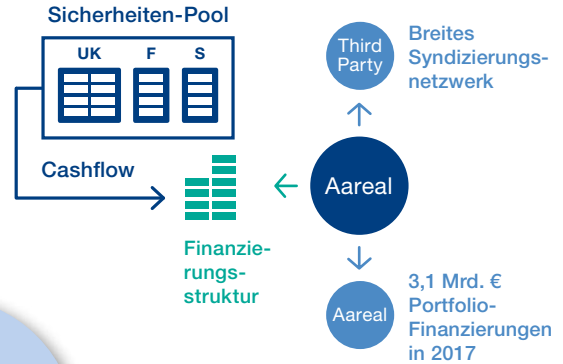 Sicherheiten-Pool
UK F S
Cashflow
Finanzie-
rungs-
struktur
Third
Party
Breites
Syndizierungs-
netzwerk
Aareal
Aareal
3,1 Mrd. €
Portfolio-
Finanzierungen
in 2017